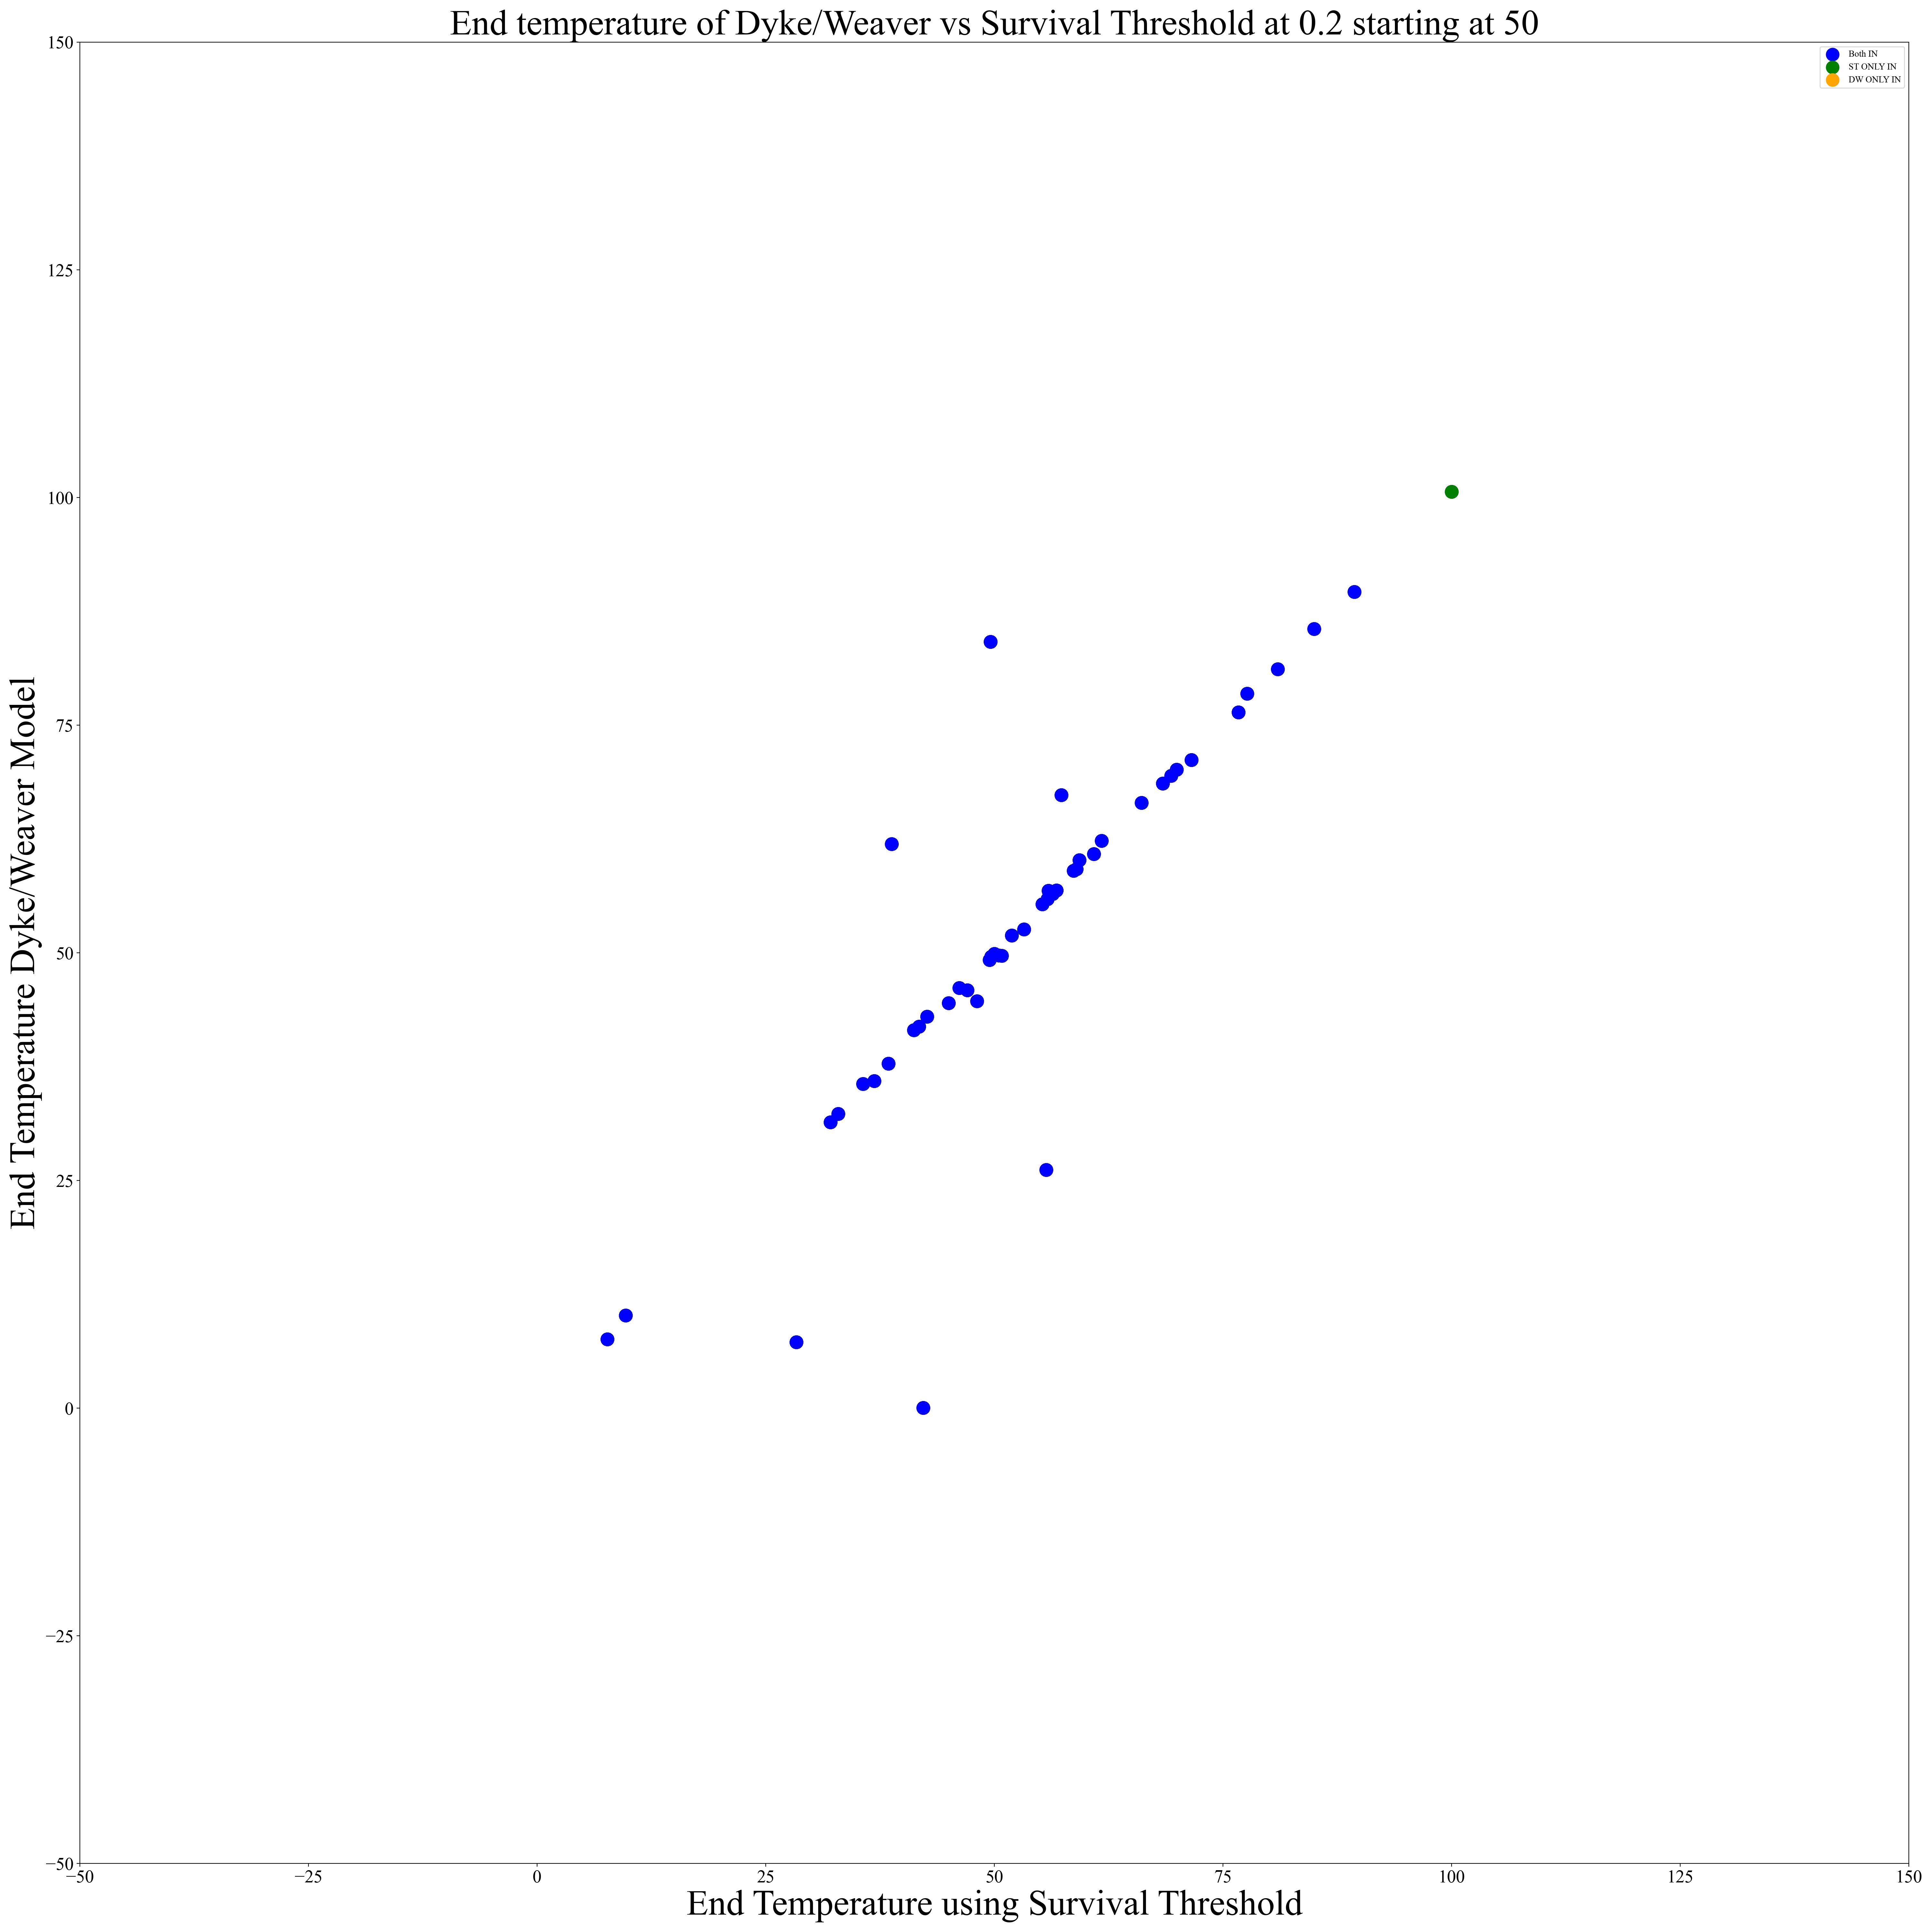 End temperature of Dyke/Weaver vs Survival Threshold at 0.2 starting at 50
Both IN
ST ONLY IN
DW ONLY IN
End Temperature Dyke/Weaver Model
150
125
100
75
50
25
0
−25
−50
−50 −25 0 25 50 75 100 125 150
End Temperature using Survival Threshold